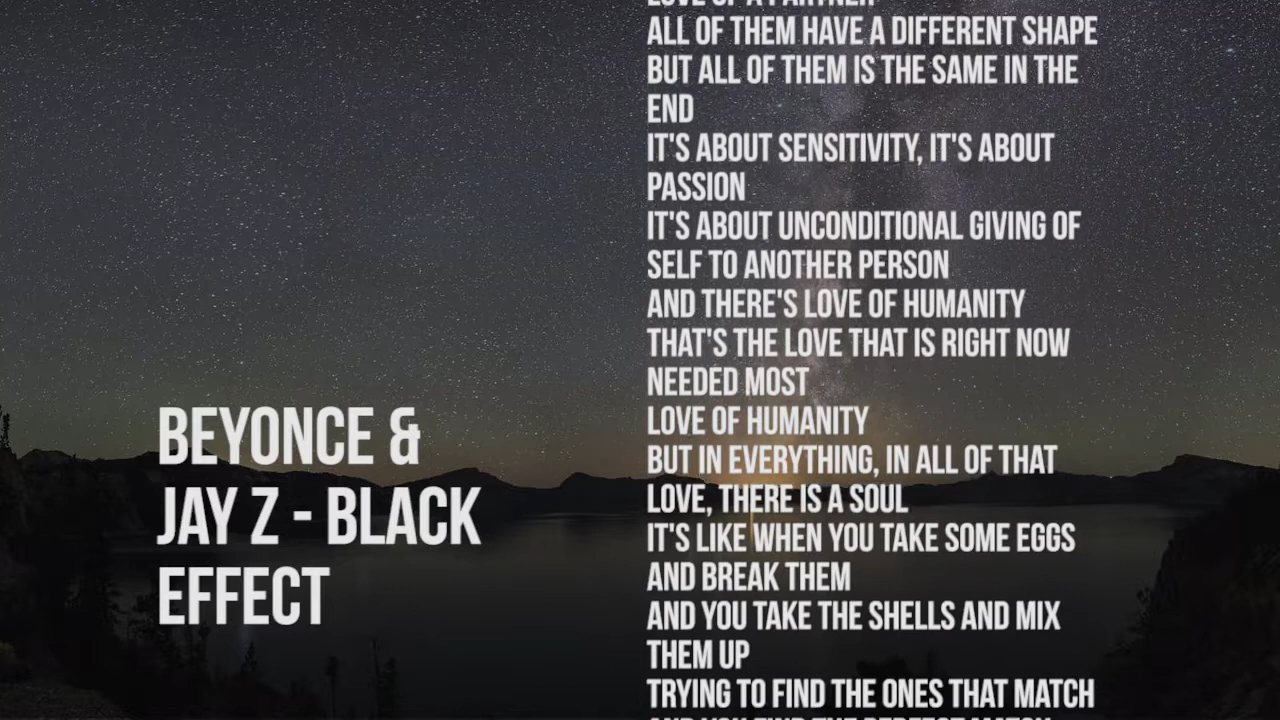 BEYONCE &
JAY Z - BLACK
EFFECT
LOVE OF A PARTNER
ALL OF THEM HAVE A DIFFERENT SHAPE
BUT ALL OF THEM IS THE SAME IN THE
END
IT'S ABOUT SENSITIVITY, IT'S ABOUT
PASSION
IT'S ABOUT UNCONDITIONAL GIVING OF
SELF TO ANOTHER PERSON
AND THERE'S LOVE OF HUMANITY
THAT'S THE LOVE THAT IS RIGHT NOW
NEEDED MOST
LOVE OF HUMANITY
BUT IN EVERYTHING, IN ALL OF THAT
LOVE, THERE IS A SOUL
IT'S LIKE WHEN YOU TAKE SOME EGGS
AND BREAK THEM
AND YOU TAKE THE SHELLS AND MIX
THEM UP
TRYING TO FIND THE ONES THAT MATCH